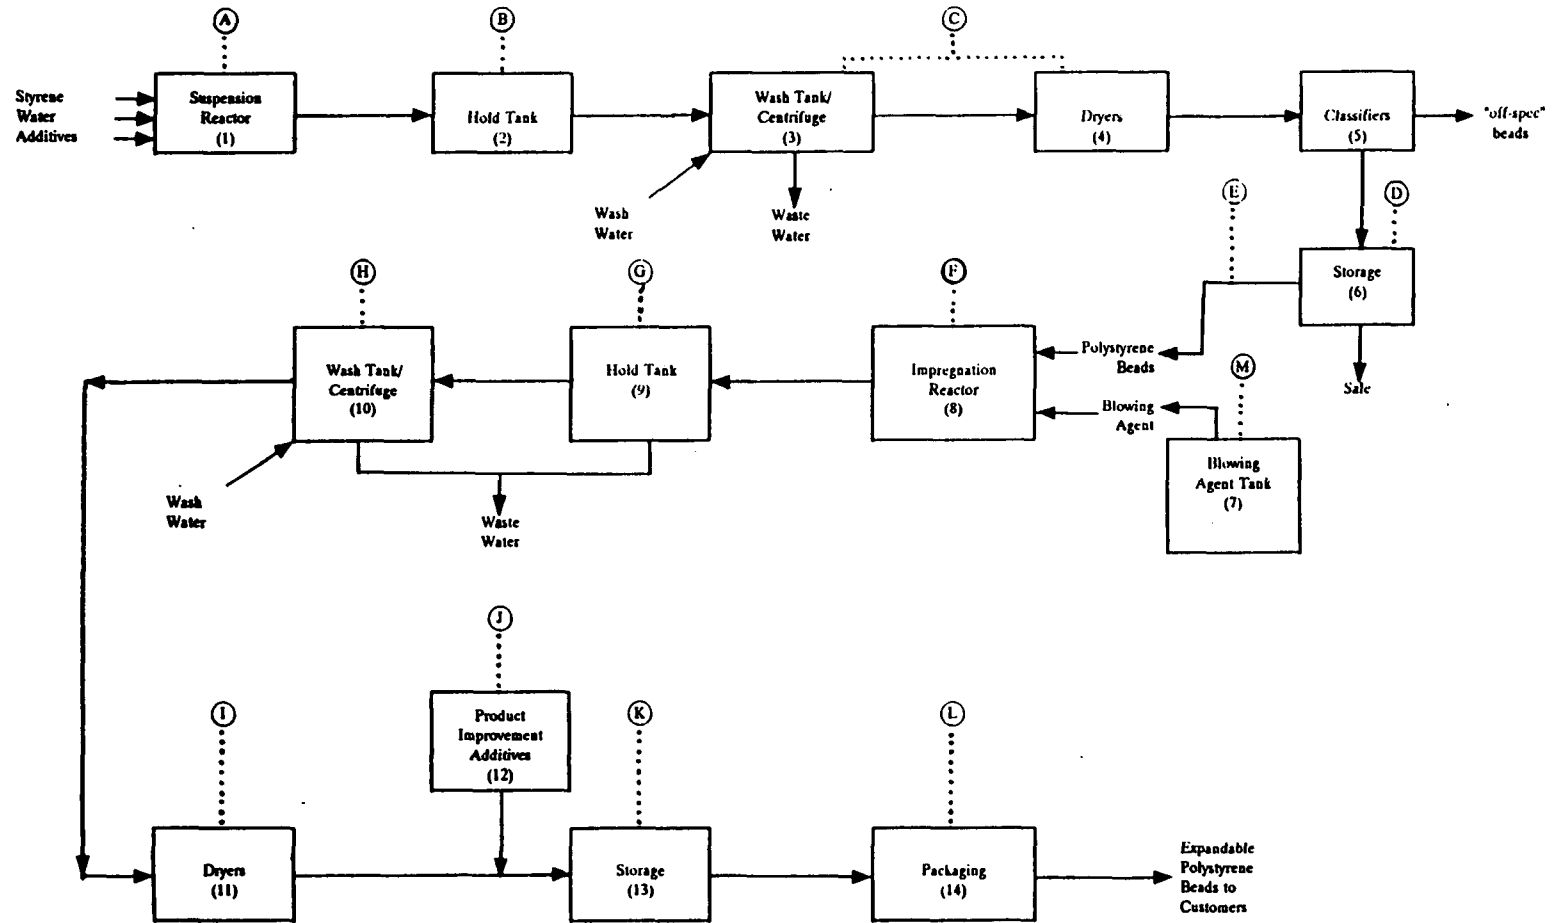 A
B
C
Styrene
Water
Additives
Suspension
Reactor
(1)
Hold Tank
(2)
Wash Tank/
Centrifuge
(3)
Dryers
(4)
Classifiers
(5)
"off-spec"
beads
Wash
Water
Waste
Water
E
D
Storage
(6)
Sale
H
G
F
M
Wash Tank/
Centrifuge
(10)
Hold Tank
(9)
Impregnation
Reactor
(8)
Polystyrene
Beads
Blowing
Agent
Blowing
Agent Tank
(7)
Wash
Water
Waste
Water
J
Product
Improvement
Additives
(12)
I
K
L
Dryers
(11)
Storage
(13)
Packaging
(14)
Expandable
Polystyrene
Beads to
Customers